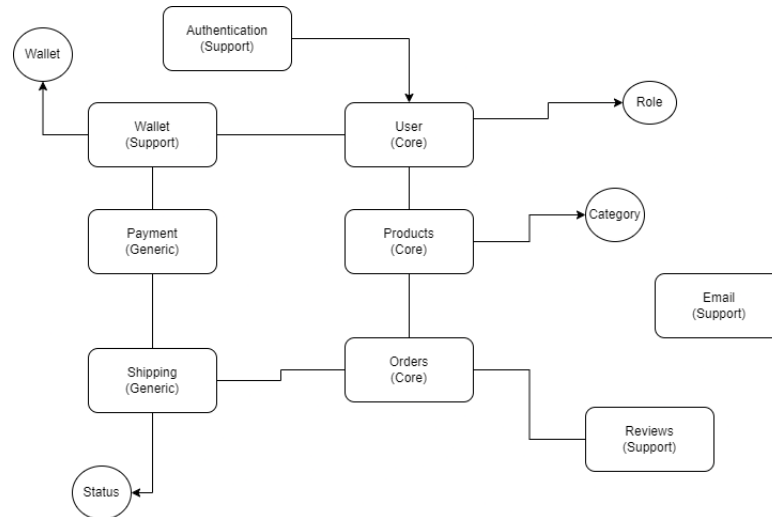 Authentication
(Support)
Wallet
Wallet
(Support)
User
(Core)
Role
Payment
(Generic)
Products
(Core)
Category
Email
(Support)
Shipping
(Generic)
Orders
(Core)
Reviews
(Support)
Status